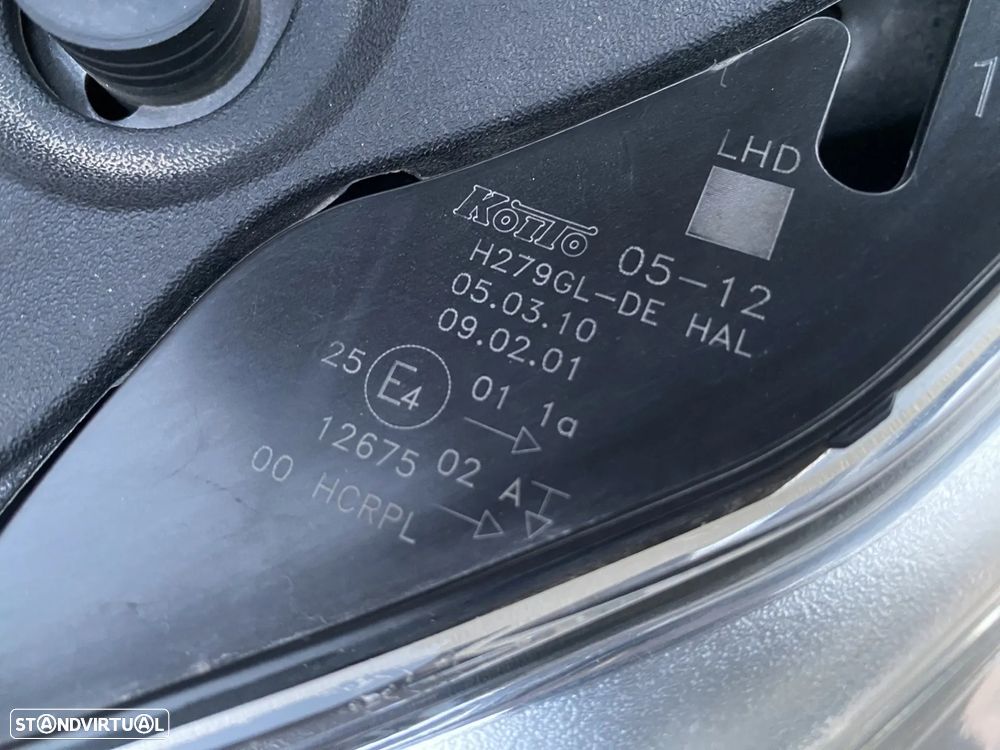 1
LHD
KOITO 05-12
H279GL-DE HAL
05.03.10
09.02.01
25 E4 01 1a
12675 02 A
00 HCRPL
STANDVIRTUAL